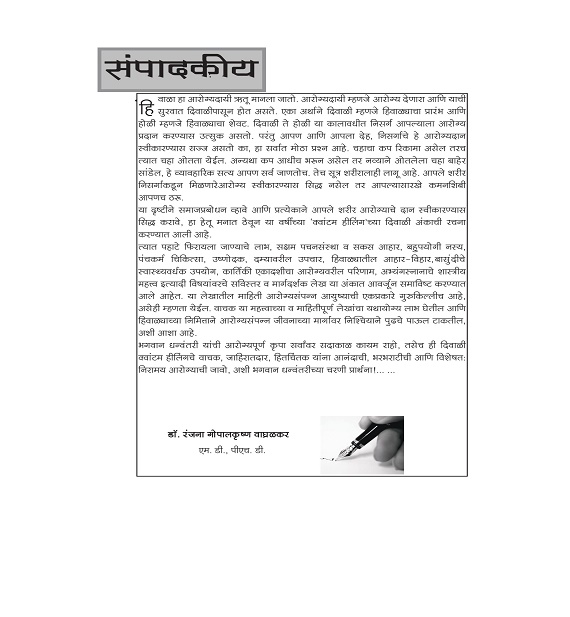 संपादकीय
हिवाळा हा आरोग्यदायी ऋतू मानला जातो. आरोग्यदायी म्हणजे आरोग्य देणारा आणि याची
सुरवात दिवाळीपासून होत असते. एका अर्थाने दिवाळी म्हणजे हिवाळ्याचा प्रारंभ आणि
होळी म्हणजे हिवाळ्याचा शेवट. दिवाळी ते होळी या कालावधीत निसर्ग आपल्याला आरोग्य
प्रदान करण्यास उत्सुक असतो. परंतु आपण आणि आपला देह, निसर्गाचे हे आरोग्यदान
स्वीकारण्यास सज्ज असतो का, हा सर्वात मोठा प्रश्न आहे. चहाचा कप रिकामा असेल तरच
त्यात चहा ओतता येईल. अन्यथा कप आधीच भरून असेल तर नव्याने ओतलेला चहा बाहेर
सांडेल, हे व्यावहारिक सत्य आपण सर्व जाणतोच. तेच सूत्र शरीरालाही लागू आहे. आपले शरीर
निसर्गाकडून मिळणारेआरोग्य स्वीकारण्यास सिद्ध नसेल तर आपल्यासारखे कमनशिबी
आपणच ठरू.
या दृष्टीने समाजप्रबोधन व्हावे आणि प्रत्येकाने आपले शरीर आरोग्याचे दान स्वीकारण्यास
सिद्ध करावे, हा हेतू मनात ठेवून या वर्षीच्या 'क्वांटम हीलिंग'च्या दिवाळी अंकाची रचना
करण्यात आली आहे.
त्यात पहाटे फिरायला जाण्याचे लाभ, सक्षम पचनसंस्था व सकस आहार, बहुपयोगी नस्य,
पंचकर्म चिकित्सा, उष्णोदक, दम्यावरील उपचार, हिवाळ्यातील आहार-विहार,बासुंदीचे
स्वास्थ्यवर्धक उपयोग, कार्तिकी एकादशीचा आरोग्यावरील परिणाम, अभ्यंगस्नानाचे शास्त्रीय
महत्त्व इत्यादी विषयांवरचे सविस्तर व मार्गदर्शक लेख या अंकात आवर्जून समाविष्ट करण्यात
आले आहेत. या लेखातील माहिती आरोग्यसंपन्न आयुष्याची एकप्रकारे गुरुकिल्लीच आहे,
असेही म्हणता येईल. वाचक या महत्त्वाच्या व माहितीपूर्ण लेखांचा यथायोग्य लाभ घेतील आणि
हिवाळ्याच्या निमित्ताने आरोग्यसंपन्न जीवनाच्या मार्गावर निश्चियाने पुढचे पाऊल टाकतील,
अशी आशा आहे.
भगवान धन्वंतरी यांची आरोग्यपूर्ण कृपा सर्वांवर सदाकाळ कायम राहो, तसेच ही दिवाळी
क्वांटम हीलिंगचे वाचक, जाहिरातदार, हितचिंतक यांना आनंदाची, भरभराटीची आणि विशेषत:
निरामय आरोग्याची जावो, अशी भगवान धन्वंतरीच्या चरणी प्रार्थना!... ...
डॉ. रंजना गोपालकृष्ण वाघ्रळकर
एम. डी., पीएच. डी.